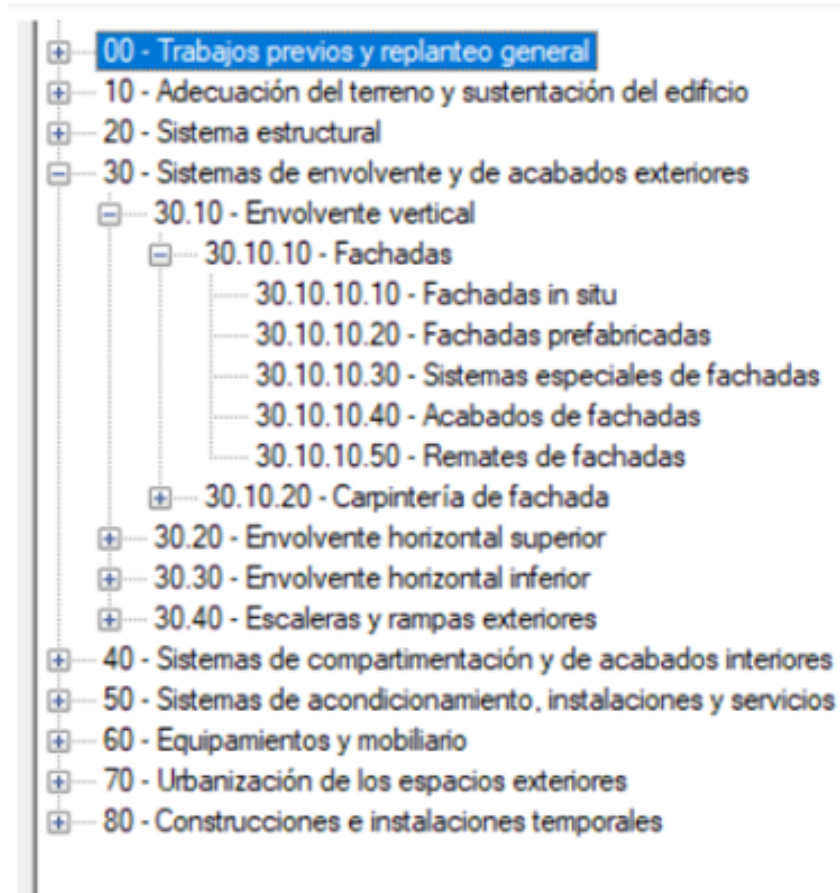 00 - Trabajos previos y replanteo general
10 - Adecuación del terreno y sustentación del edificio
20 - Sistema estructural
30 - Sistemas de envolvente y de acabados exteriores
30.10 - Envolvente vertical
30.10.10 - Fachadas
30.10.10.10 - Fachadas in situ
30.10.10.20 - Fachadas prefabricadas
30.10.10.30 - Sistemas especiales de fachadas
30.10.10.40 - Acabados de fachadas
30.10.10.50 - Remates de fachadas
30.10.20 - Carpintería de fachada
30.20 - Envolvente horizontal superior
30.30 - Envolvente horizontal inferior
30.40 - Escaleras y rampas exteriores
40 - Sistemas de compartimentación y de acabados interiores
50 - Sistemas de acondicionamiento, instalaciones y servicios
60 - Equipamientos y mobiliario
70 - Urbanización de los espacios exteriores
80 - Construcciones e instalaciones temporales